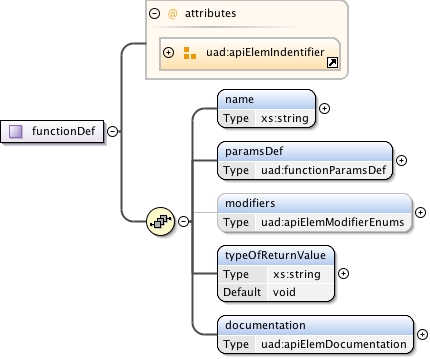 @ attributes
uad:apiElemIndentifier
functionDef
name
Type xs:string
paramsDef
Type uad:functionParamsDef
modifiers
Type uad:apiElemModifierEnums
typeOfReturnValue
Type xs:string
Default void
documentation
Type uad:apiElemDocumentation